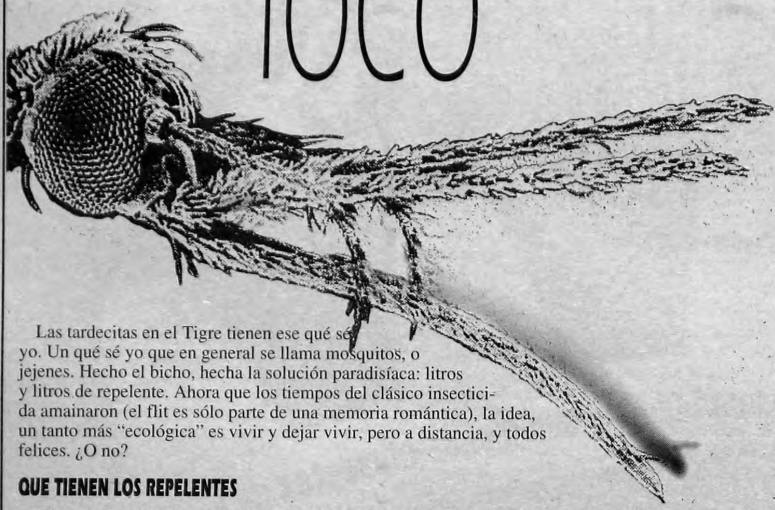 TOCO
Las tardecitas en el Tigre tienen ese qué sé
yo. Un qué sé yo que en general se llama mosquitos, o
jejenes. Hecho el bicho, hecha la solución paradisíaca: litros
y litros de repelente. Ahora que los tiempos del clásico insectici-
da amainaron (el flit es sólo parte de una memoria romántica), la idea,
un tanto más “ecológica” es vivir y dejar vivir, pero a distancia, y todos
felices. ¿O no?
QUE TIENEN LOS REPELENTES